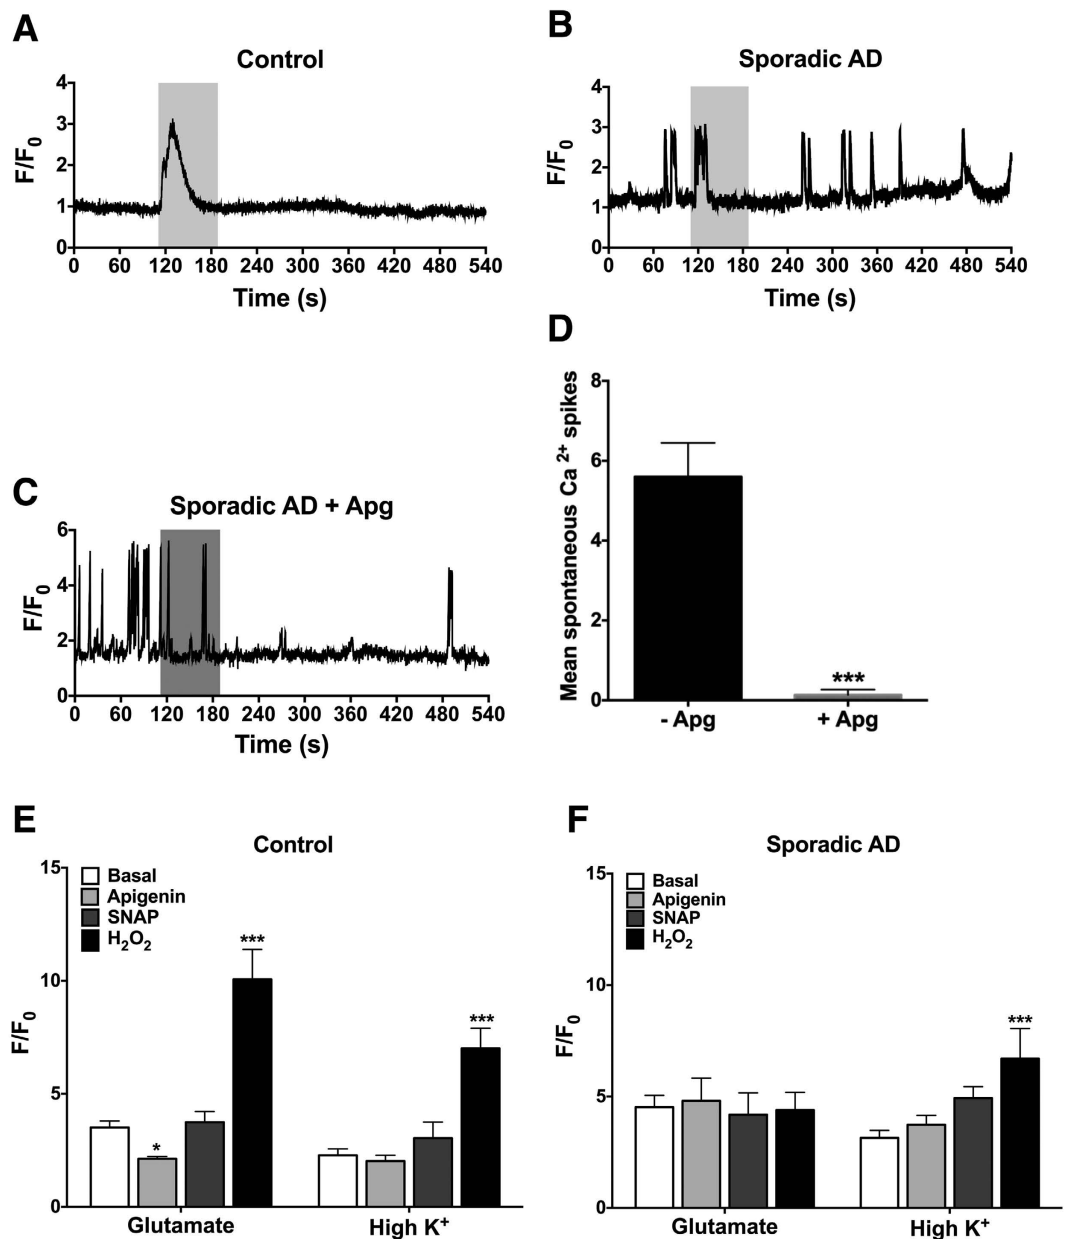 A
Control
F/F0
4
3
2
1
0
0 60 120 180 240 300 360 420 480 540
Time (s)
B
Sporadic AD
F/F0
4
3
2
1
0
0 60 120 180 240 300 360 420 480 540
Time (s)
C
Sporadic AD + Apg
F/F0
6
4
2
0
0 60 120 180 240 300 360 420 480 540
Time (s)
D
Mean spontaneous Ca 2+ spikes
8
6
4
2
0
***
- Apg + Apg
E
Control
F/F0
15
10
5
0
Basal
Apigenin
SNAP
H2O2
*
***
***
Glutamate High K+
F
Sporadic AD
F/F0
15
10
5
0
Basal
Apigenin
SNAP
H2O2
***
Glutamate High K+